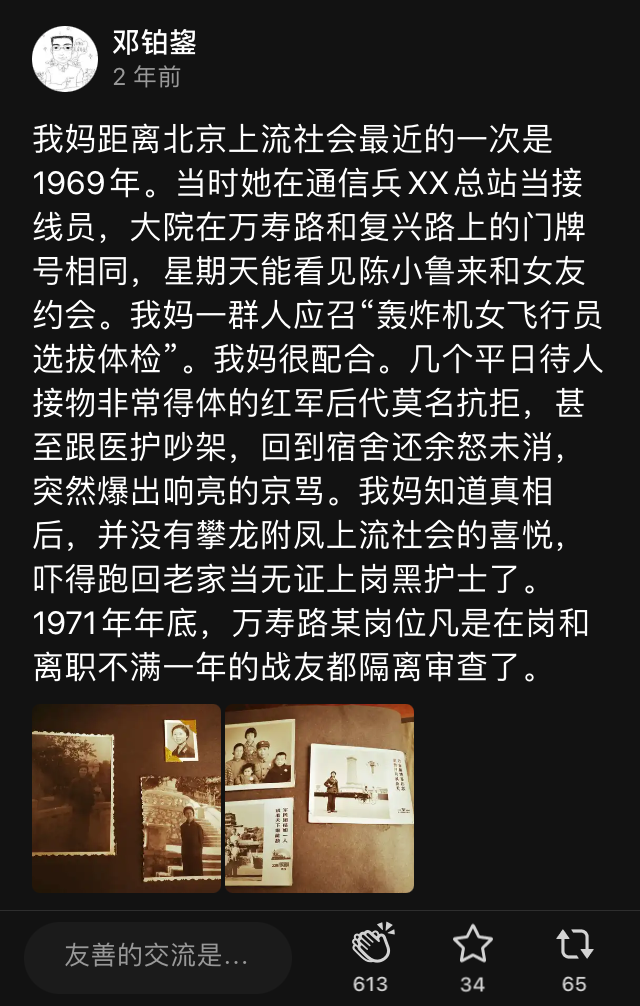 邓铂鋆
2 年前
我妈距离北京上流社会最近的一次是
1969年。当时她在通信兵XX总站当接
线员，大院在万寿路和复兴路上的门牌
号相同，星期天能看见陈小鲁来和女友
约会。我妈一群人应召“轰炸机女飞行员
选拔体检”。我妈很配合。几个平日待人
接物非常得体的红军后代莫名抗拒，甚
至跟医护吵架，回到宿舍还余怒未消，
突然爆出响亮的京骂。我妈知道真相
后，并没有攀龙附凤上流社会的喜悦，
吓得跑回老家当无证上岗黑护士了。
1971年年底，万寿路某岗位凡是在岗和
离职不满一年的战友都隔离审查了。
友善的交流是...
613
34
65